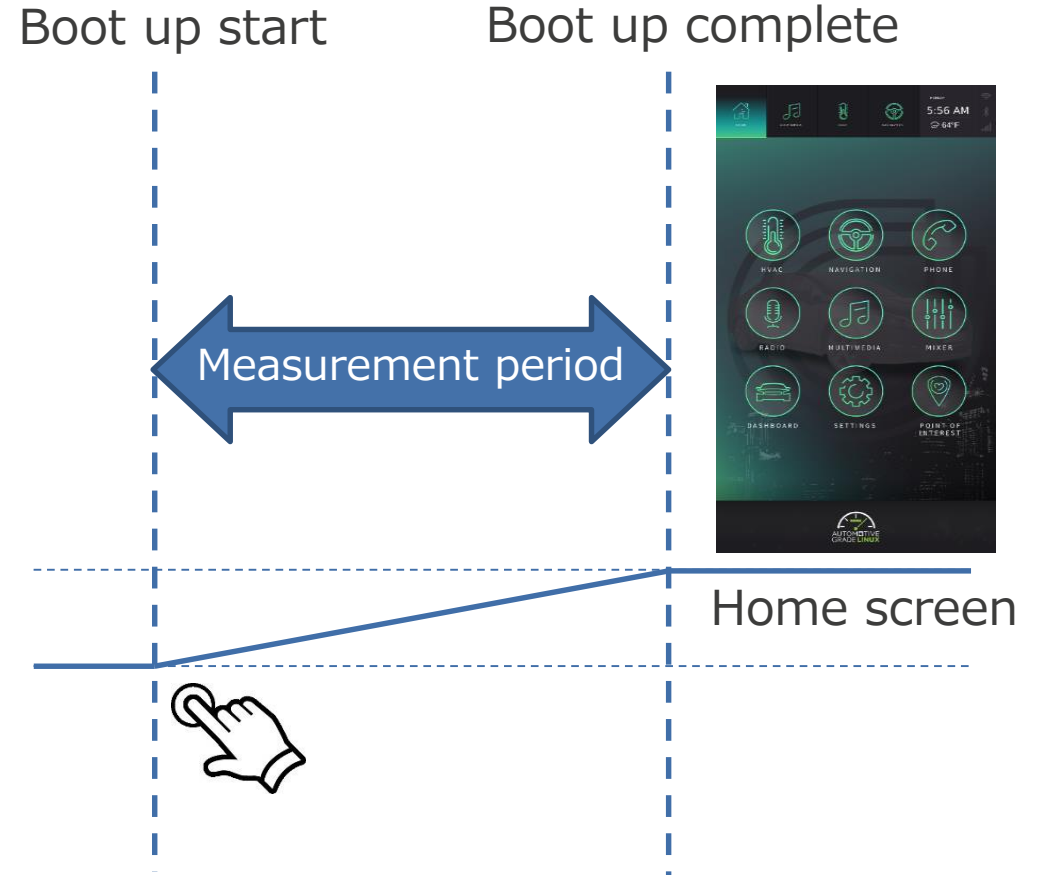 Boot up start
Boot up complete
5:56 AM
64°F
HVAC
NAVIGATION
PHONE
Measurement period
RADIO
MULTIMEDIA
MIXER
DASHBOARD
SETTINGS
POINT OF
INTEREST
AUTOMOTIVE
GRADE LINUX
Home screen